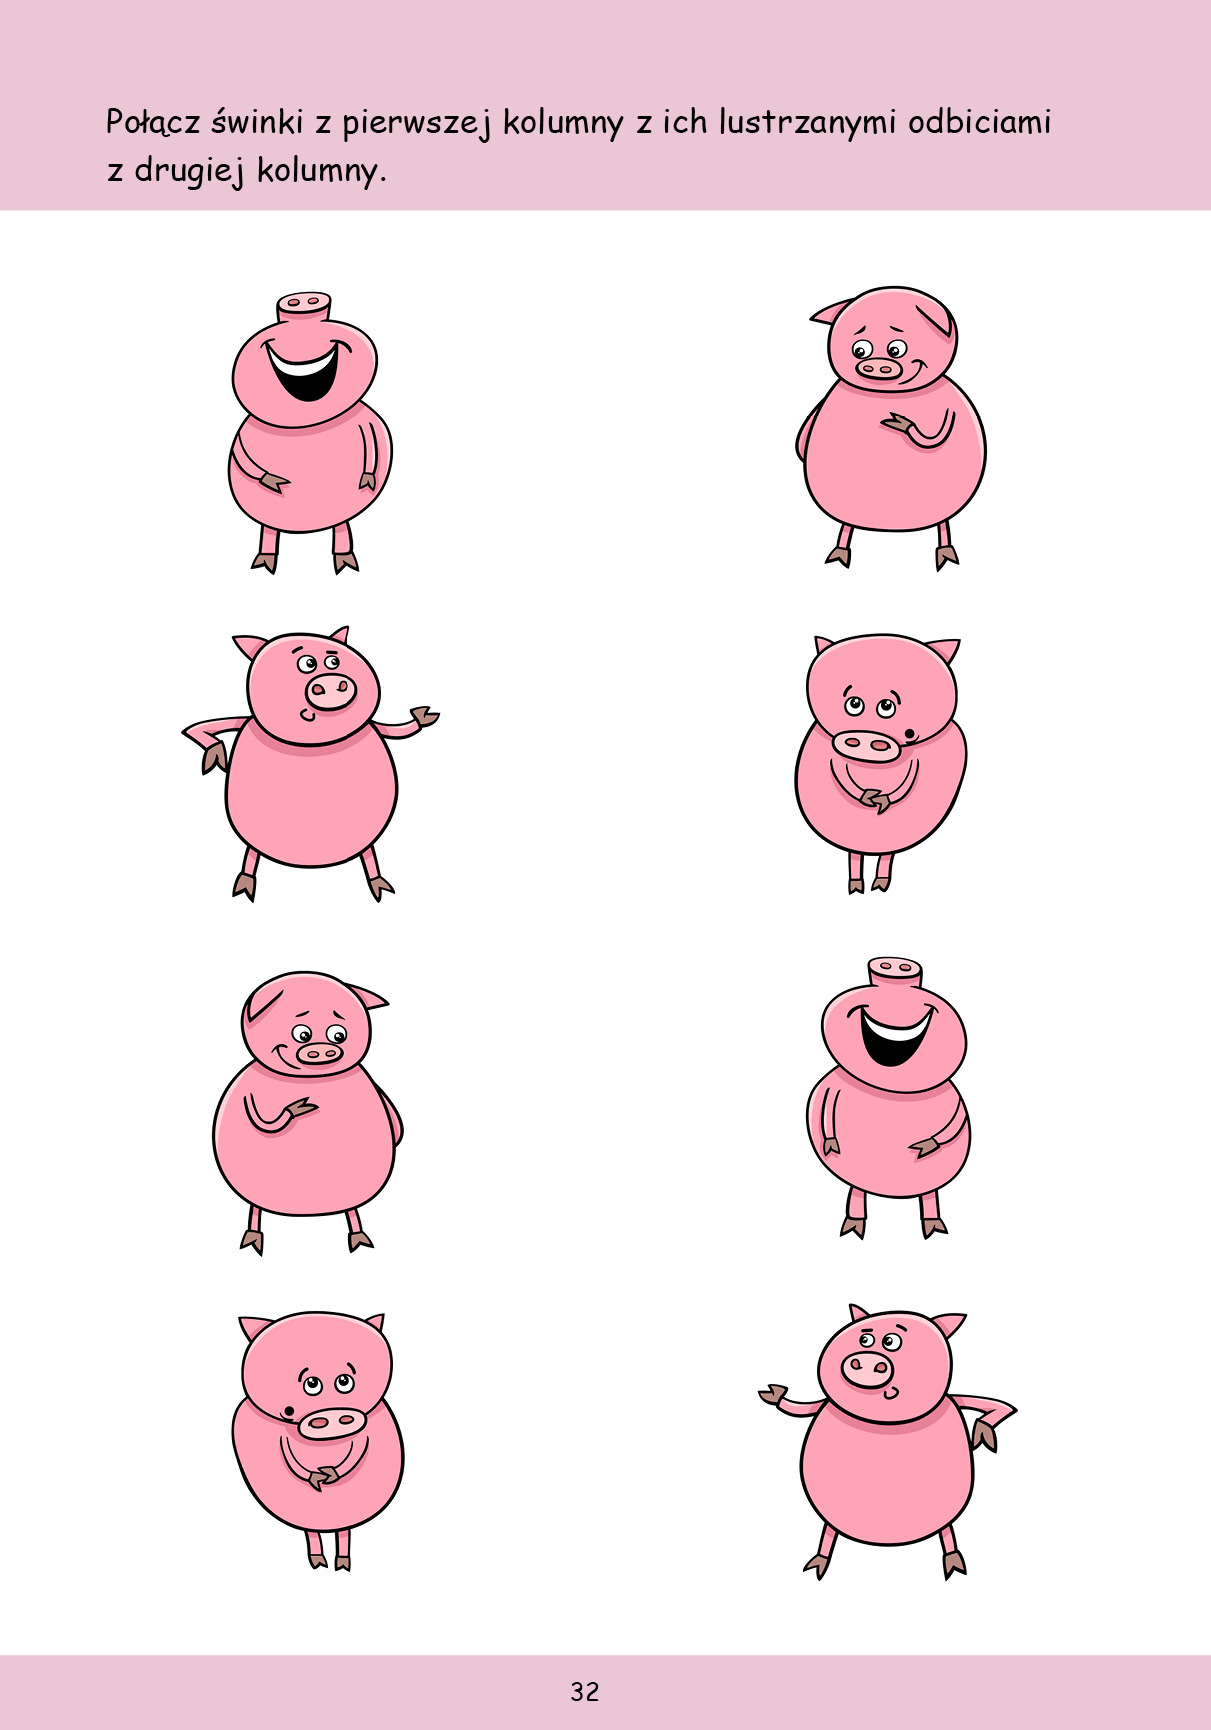 Połącz świnki z pierwszej kolumny z ich lustrzanymi odbiciami
z drugiej kolumny.
32